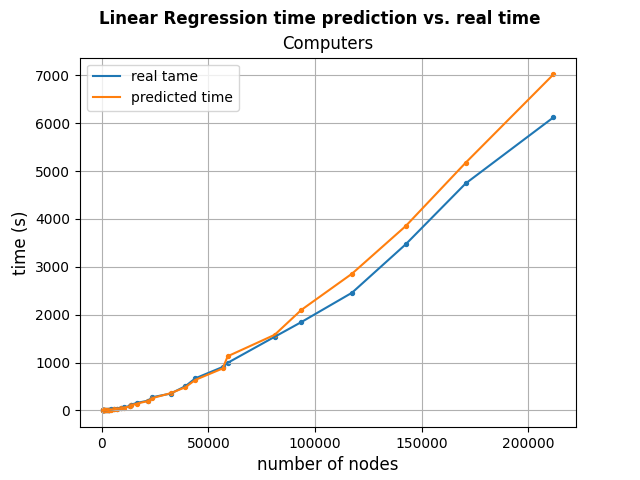 Linear Regression time prediction vs. real time
Computers
real tame
predicted time
7000
6000
5000
4000
3000
2000
1000
0
time (s)
0 50000 100000 150000 200000
number of nodes